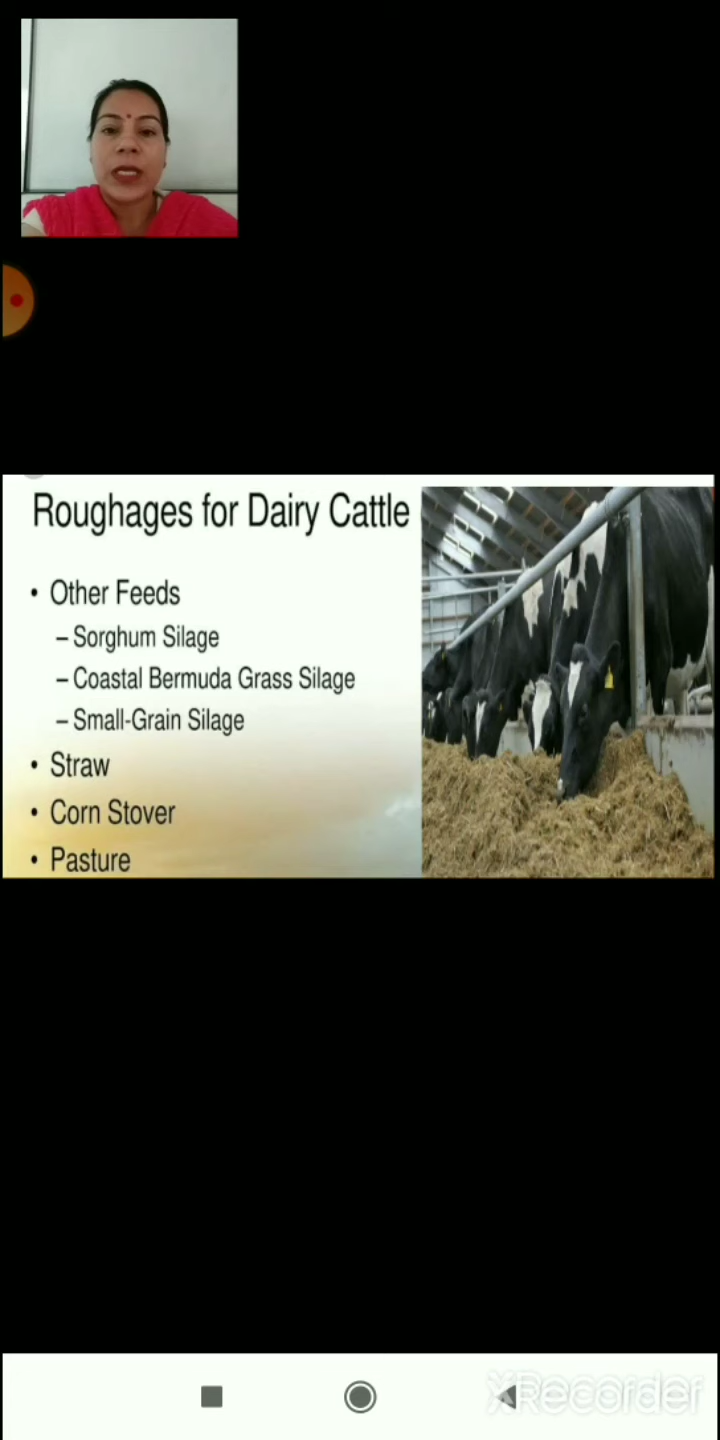 Roughages for Dairy Cattle
• Other Feeds
– Sorghum Silage
– Coastal Bermuda Grass Silage
– Small-Grain Silage
• Straw
• Corn Stover
• Pasture
XRecorder